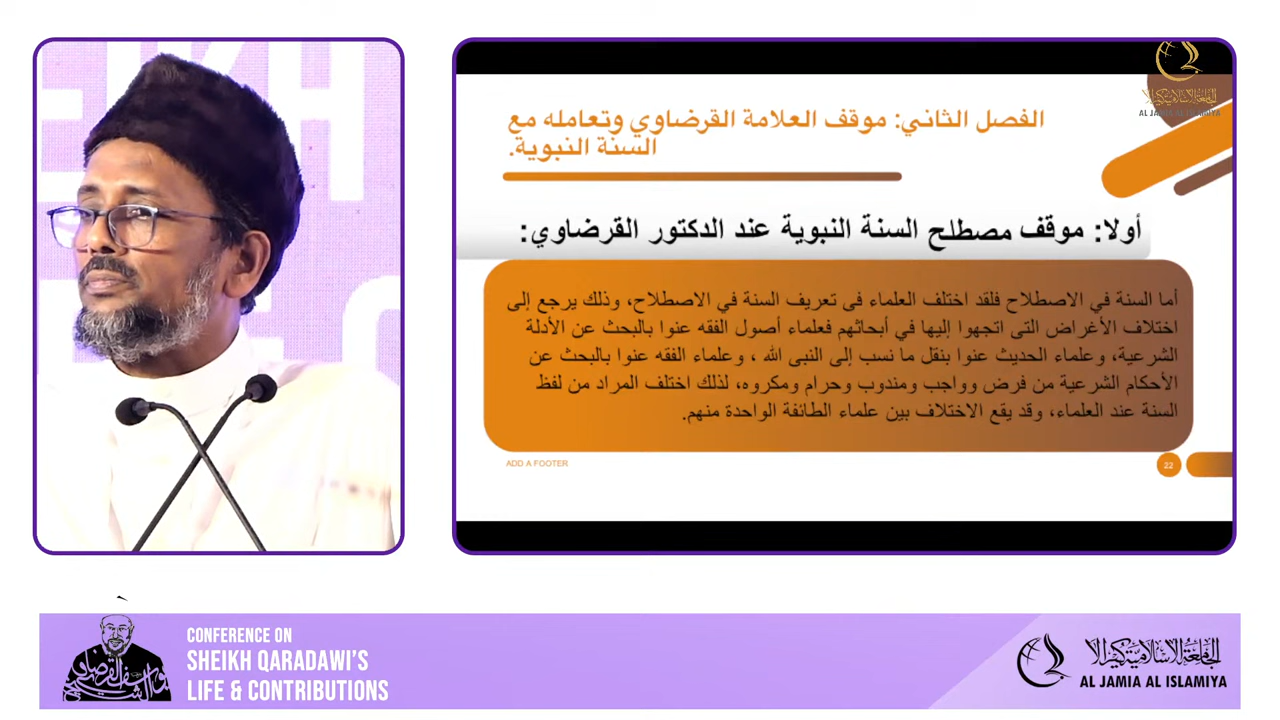 الفصل الثاني: موقف العلامة القرضاوي وتعامله مع
السنة النبوية.
أولا: موقف مصطلح السنة النبوية عند الدكتور القرضاوي:
أما السنة في الاصطلاح فلقد اختلف العلماء فى تعريف السنة في الاصطلاح، وذلك يرجع إلى
اختلاف الأغراض التى اتجهوا إليها في أبحاثهم فعلماء أصول الفقه عنوا بالبحث عن الأدلة
الشرعية، وعلماء الحديث عنوا بنقل ما نسب إلى النبى الله ، وعلماء الفقه عنوا بالبحث عن
الأحكام الشرعية من فرض وواجب ومندوب وحرام ومكروه، لذلك اختلف المراد من لفظ
السنة عند العلماء، وقد يقع الاختلاف بين علماء الطائفة الواحدة منهم.
ADD A FOOTER
22
الجامعة الإسلامية كيرالا
AL JAMIA AL ISLAMIYA
CONFERENCE ON
SHEIKH QARADAWI'S
LIFE & CONTRIBUTIONS
الجامعة الإسلامية كيرالا
AL JAMIA AL ISLAMIYA